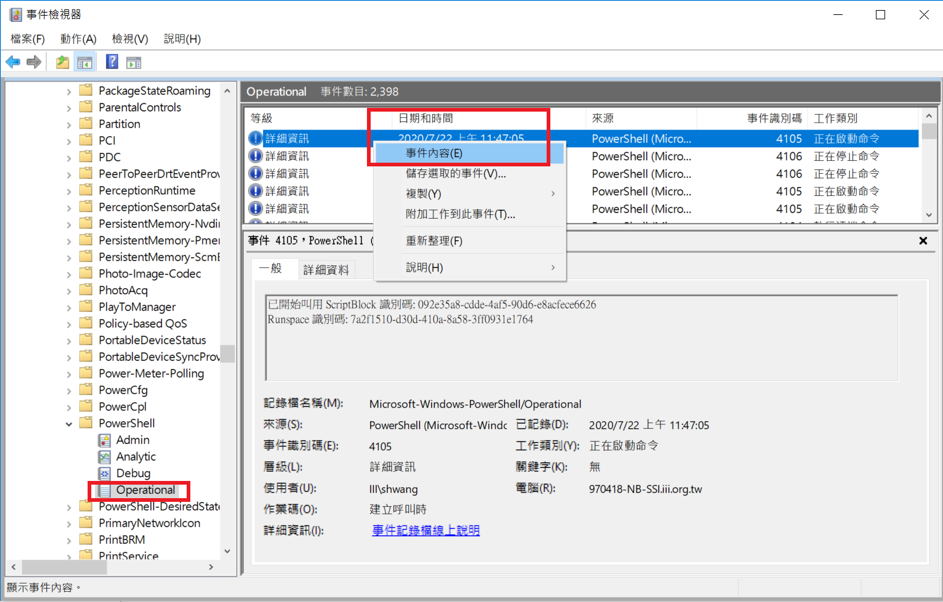 事件檢視器
檔案(F) 動作(A) 檢視(V) 說明(H)
PackageStateRoaming
ParentalControls
Partition
PCI
PDC
PeerToPeerDrtEventProv
PerceptionRuntime
PerceptionSensorDataSe
PersistentMemory-Nvdin
PersistentMemory-Pmer
PersistentMemory-ScmE
Photo-Image-Codec
PhotoAcq
PlayToManager
Policy-based QoS
PortableDeviceStatus
PortableDeviceSyncProv
Power-Meter-Polling
PowerCfg
PowerCpl
PowerShell
Admin
Analytic
Debug
Operational
PowerShell-DesiredState
PrimaryNetworkIcon
PrintBRM
PrintService
Operational 事件數目: 2,398
等級 日期和時間 來源 事件識別碼 工作類別
詳細資訊 2020/7/22 上午 11:47:05 PowerShell (Micro... 4105 正在啟動命令
詳細資訊 PowerShell (Micro... 4106 正在停止命令
詳細資訊 PowerShell (Micro... 4106 正在停止命令
詳細資訊 PowerShell (Micro... 4105 正在啟動命令
詳細資訊 PowerShell (Micro... 4105 正在啟動命令
事件內容(E)
儲存選取的事件(V)...
複製(Y)
附加工作到此事件(T)...
重新整理(F)
說明(H)
事件 4105，PowerShell (
一般 詳細資料
已開始叫用 ScriptBlock 識別碼: 092e35a8-cdde-4af5-90d6-e8acfece6626
Runspace 識別碼: 7a2f1510-d30d-410a-8a58-3ff0931e1764
記錄檔名稱(M): Microsoft-Windows-PowerShell/Operational
來源(S): PowerShell (Microsoft-Windc 已記錄(D): 2020/7/22 上午 11:47:05
事件識別碼(E): 4105 工作類別(Y): 正在啟動命令
層級(L): 詳細資訊 關鍵字(K): 無
使用者(U): III\shwang 電腦(R): 970418-NB-SSI.iii.org.tw
作業碼(O): 建立呼叫時
詳細資訊(I): 事件記錄檔線上說明
顯示事件內容。